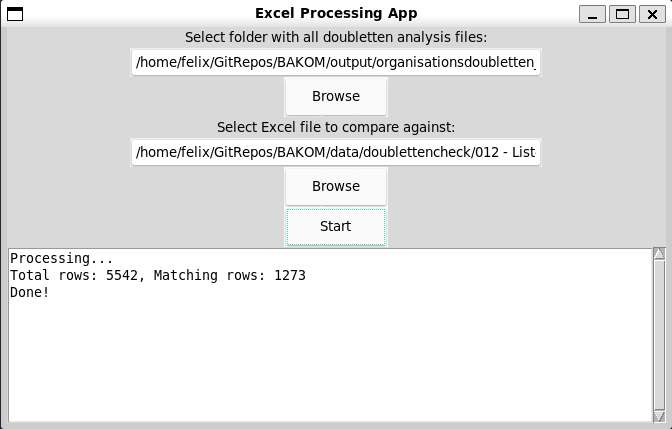 Excel Processing App
Select folder with all doubletten analysis files:
/home/felix/GitRepos/BAKOM/output/organisationsdoubletten_
Browse
Select Excel file to compare against:
/home/felix/GitRepos/BAKOM/data/doublettencheck/012 - List
Browse
Start
Processing...
Total rows: 5542, Matching rows: 1273
Done!